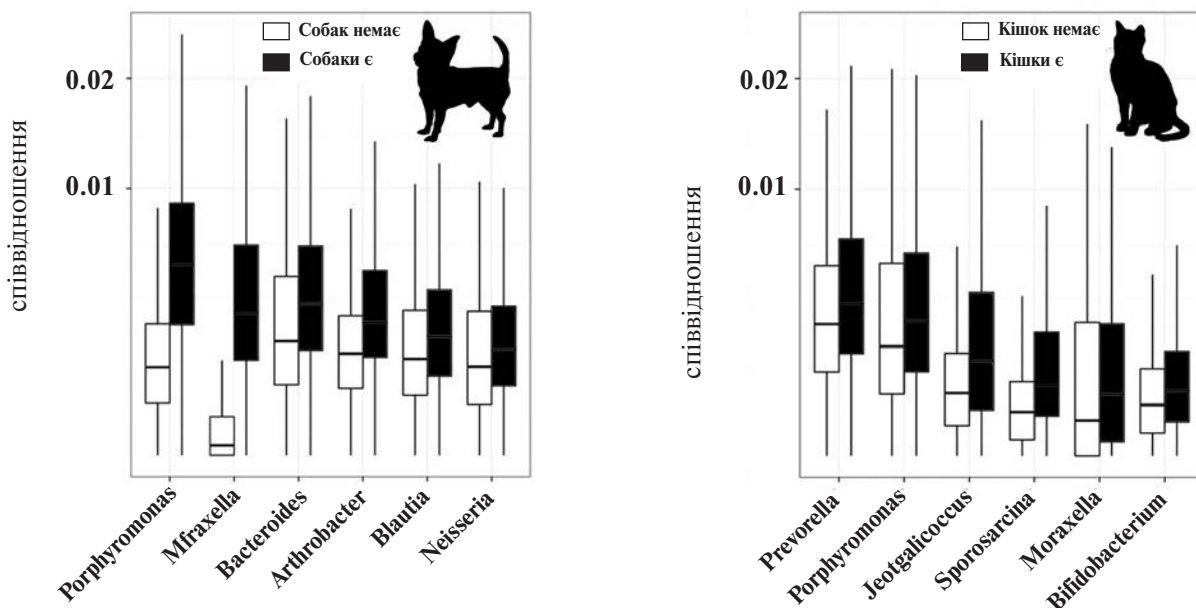 Собак немає
Собаки є
0.02
0.01
співвідношення
Porphyromonas
Mfraxella
Bacteroides
Arthrobacter
Blautia
Neisseria
Кішок немає
Кішки є
0.02
0.01
співвідношення
Prevorella
Porphyromonas
Jeotgalicoccus
Sporosarcina
Moraxella
Bifidobacterium